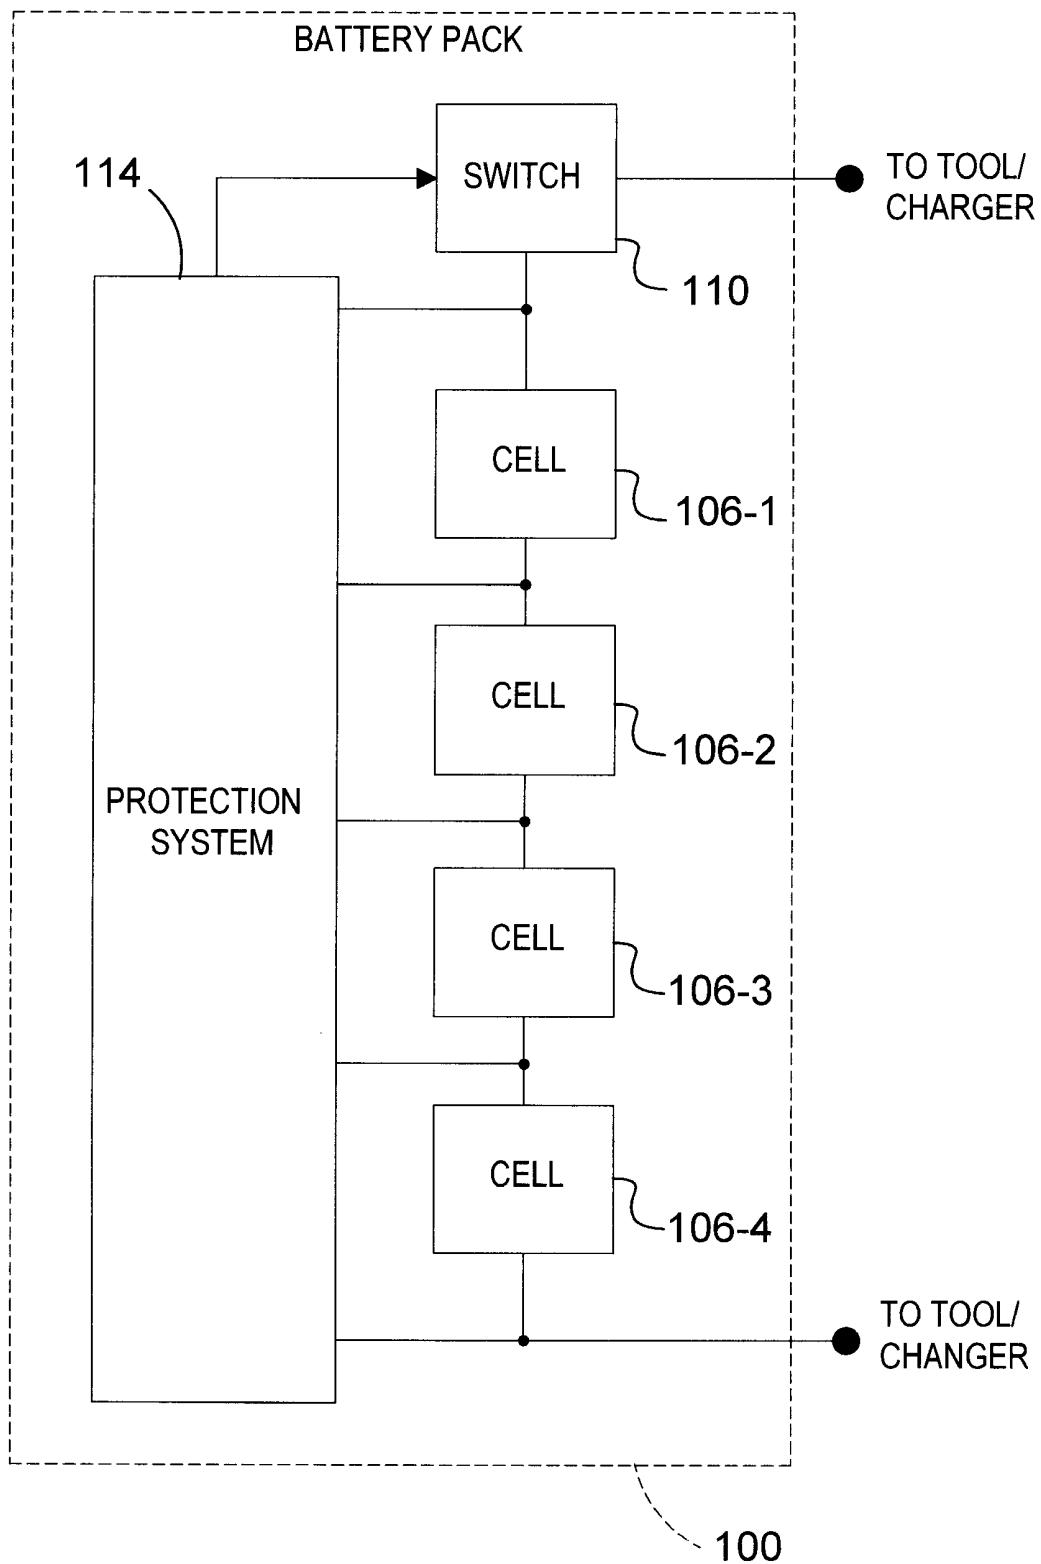 BATTERY PACK
114
SWITCH
TO TOOL/
CHARGER
110
CELL
106-1
CELL
106-2
PROTECTION
SYSTEM
CELL
106-3
CELL
106-4
TO TOOL/
CHANGER
100